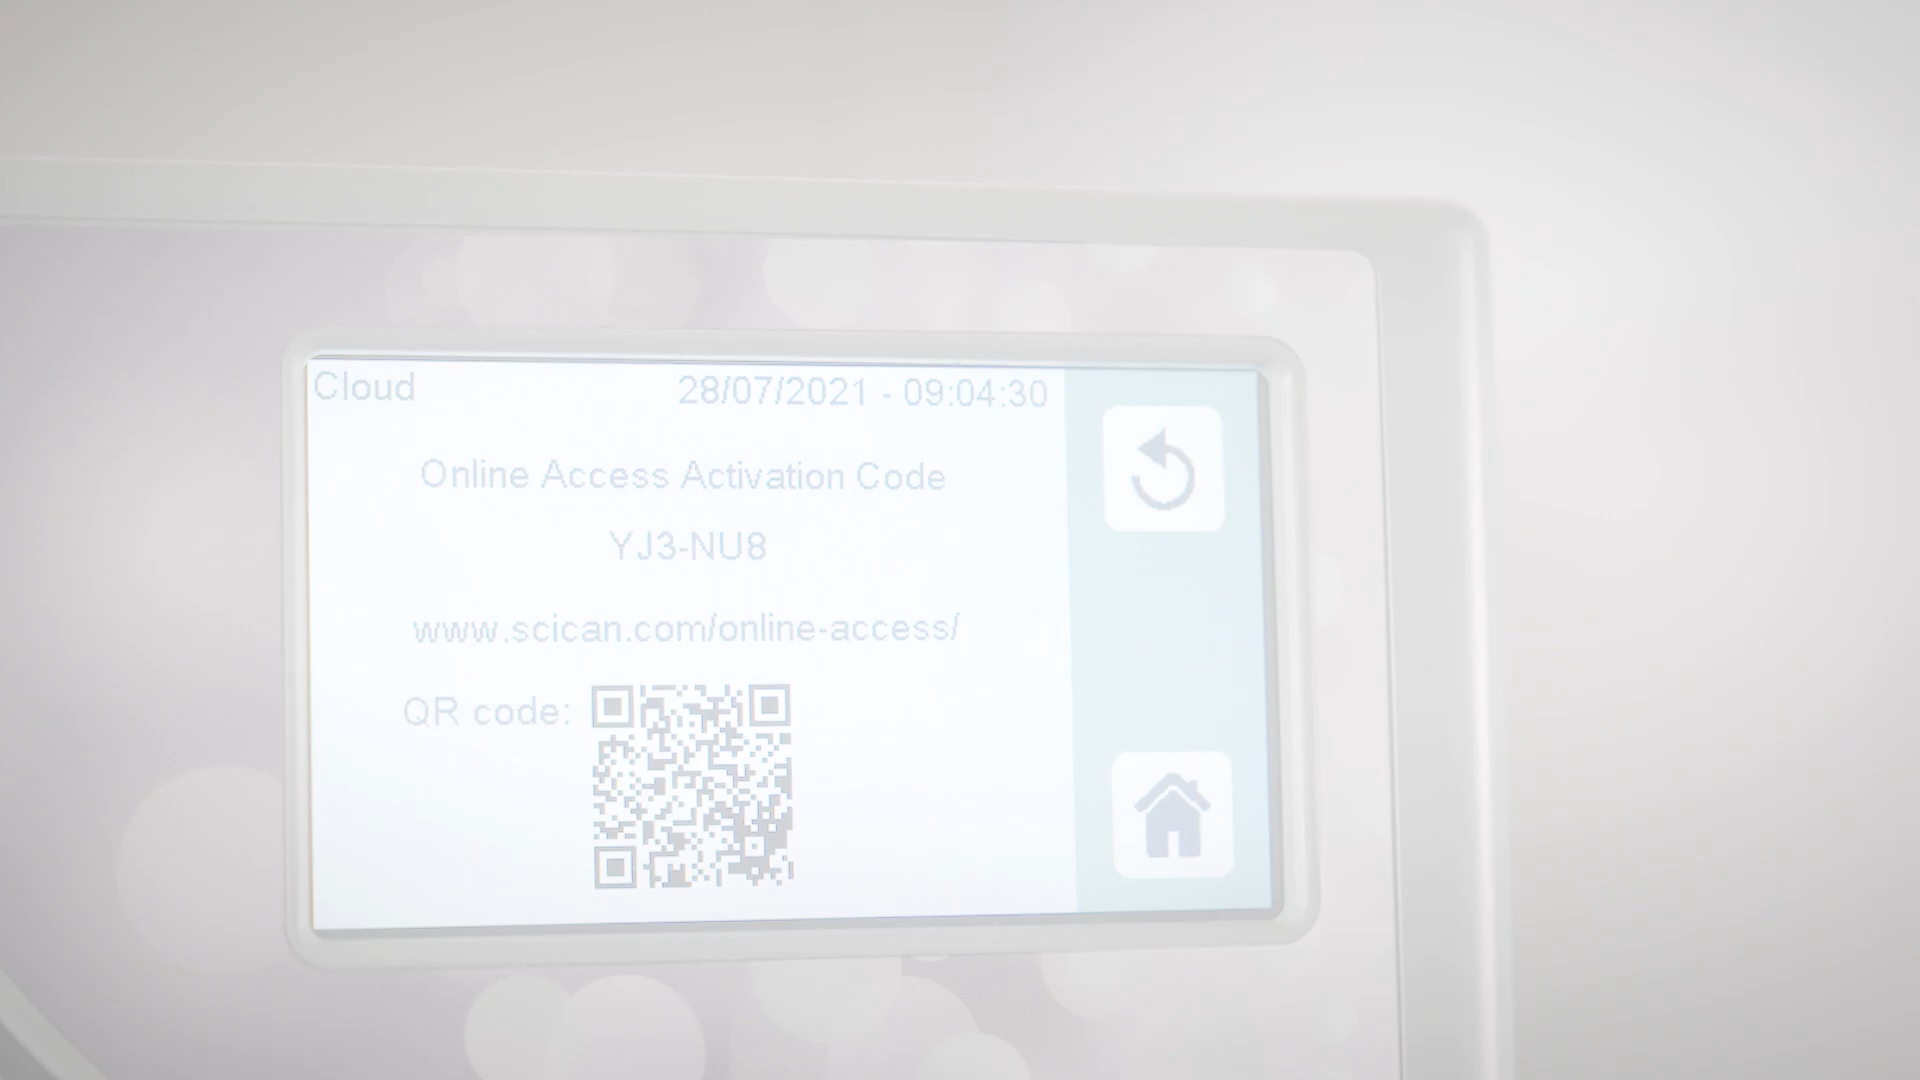 Cloud
28/07/2021 - 09:04:30
Online Access Activation Code
YJ3-NU8
www.scican.com/online-access/
QR code: